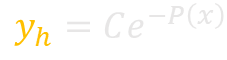 y_h = Ce^{-P(x)}